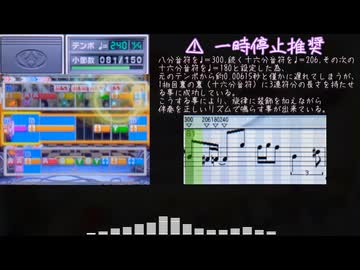 テンポ ♩=240 1/4
小節数 081/150
⚠ 一時停止推奨
八分音符を♩=300,続く十六分音符を♩=206,その次の
十六分音符を♩=180と設定した為、
元のテンポから約0.00615秒と僅かに遅れてしまうが、
1拍目裏の裏(十六分音符)に3連符分の長さを持たせ
る事に成功している。
こうする事により、旋律に装飾を加えながら
伴奏を正しいリズムで鳴らす事が出来ている。
300 206180240
3